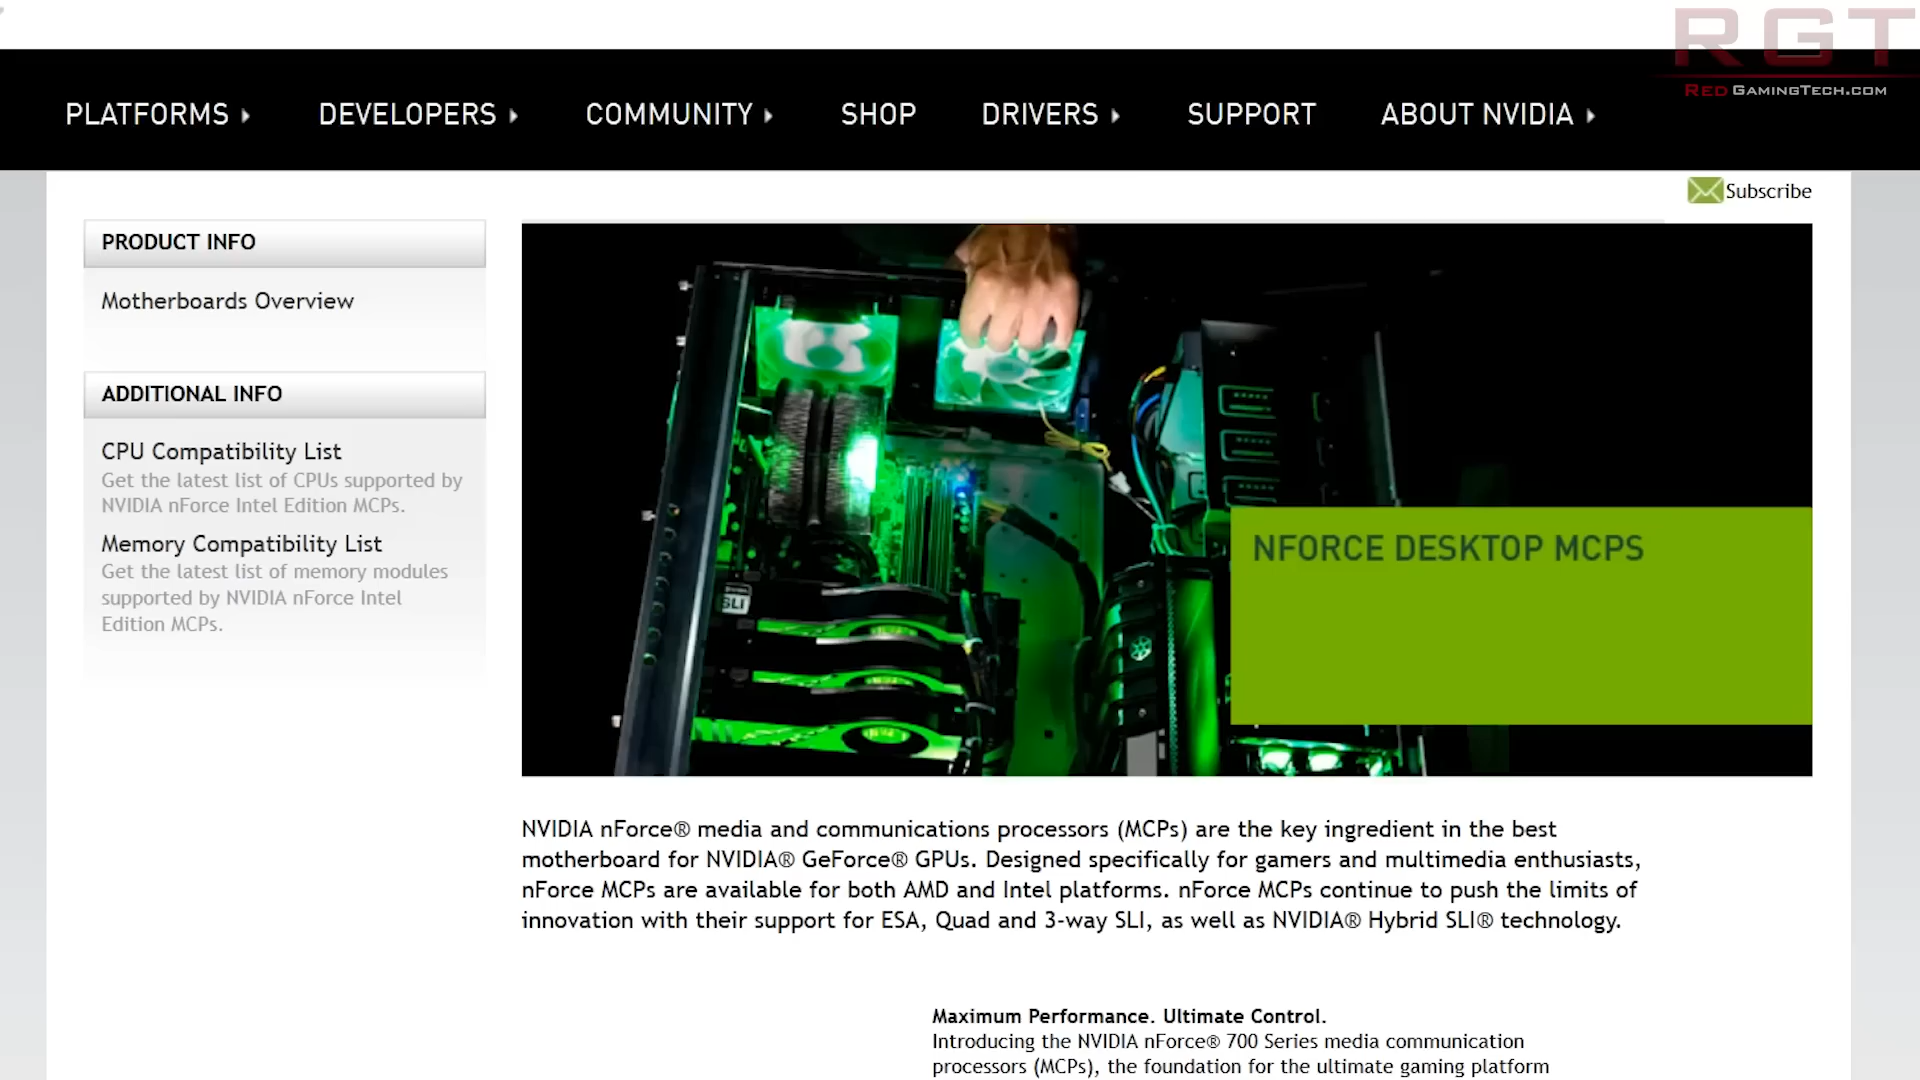 RGT
RED GAMINGTECH.COM
PLATFORMS
DEVELOPERS
COMMUNITY
SHOP
DRIVERS
SUPPORT
ABOUT NVIDIA
Subscribe
PRODUCT INFO
Motherboards Overview
ADDITIONAL INFO
CPU Compatibility List
Get the latest list of CPUs supported by
NVIDIA nForce Intel Edition MCPs.
Memory Compatibility List
Get the latest list of memory modules
supported by NVIDIA nForce Intel
Edition MCPs.
SLI
NFORCE DESKTOP MCPS
NVIDIA nForce® media and communications processors (MCPs) are the key ingredient in the best
motherboard for NVIDIA® GeForce® GPUs. Designed specifically for gamers and multimedia enthusiasts,
nForce MCPs are available for both AMD and Intel platforms. nForce MCPs continue to push the limits of
innovation with their support for ESA, Quad and 3-way SLI, as well as NVIDIA® Hybrid SLI® technology.
Maximum Performance. Ultimate Control.
Introducing the NVIDIA nForce® 700 Series media communication
processors (MCPs), the foundation for the ultimate gaming platform